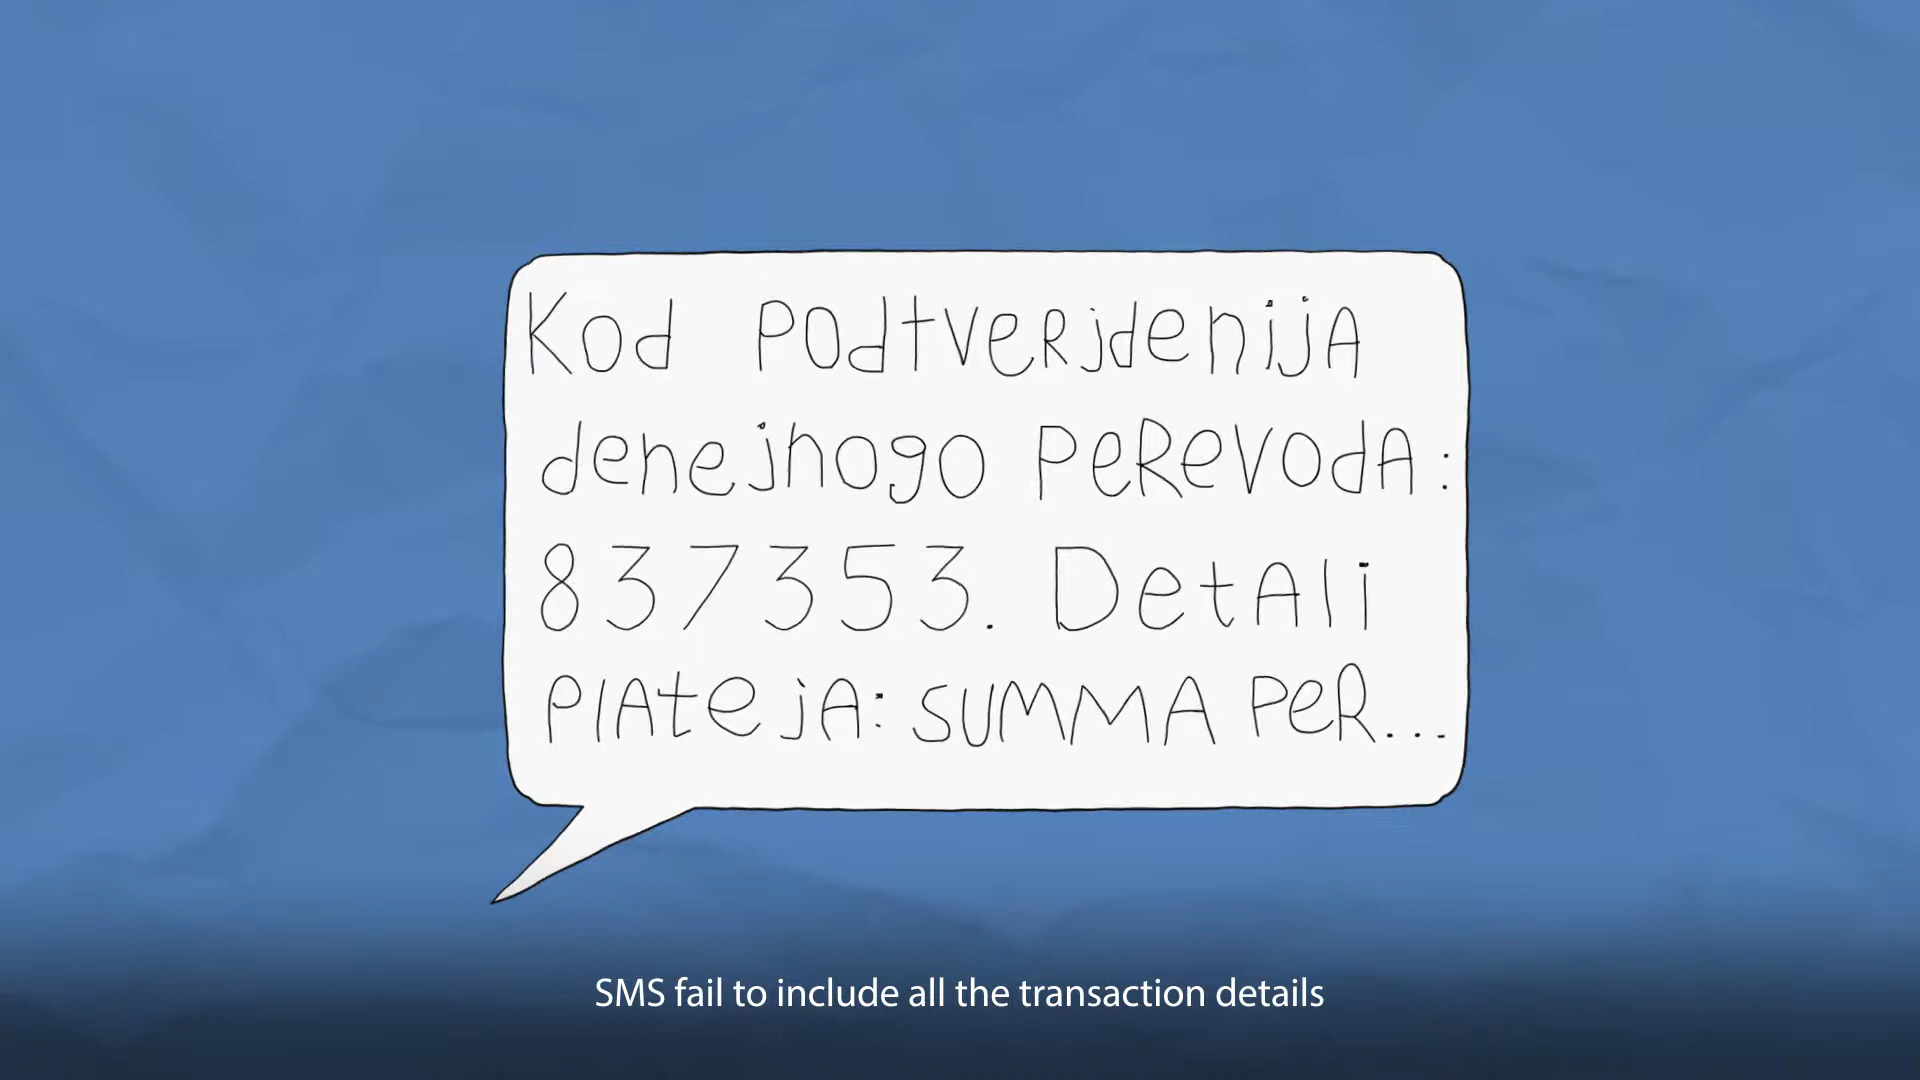 Kod podtverjdenija
denejnogo perevoda:
837353. Detali
plateja: summa per...
SMS fail to include all the transaction details